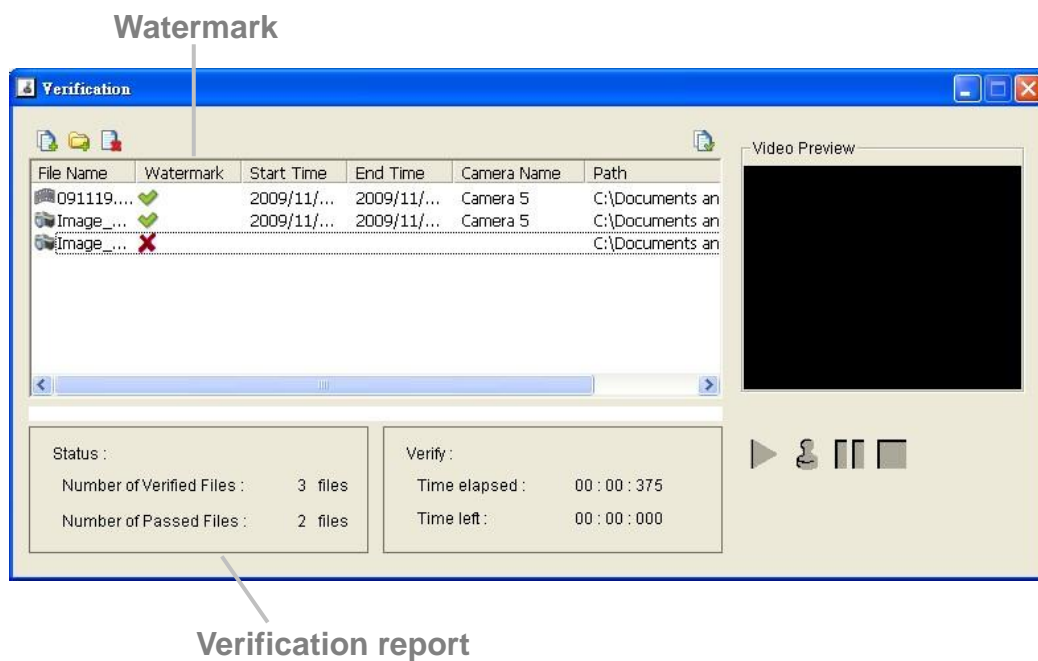 Watermark
Verification
Video Preview
File Name Watermark Start Time End Time Camera Name Path
091119.... 2009/11/... 2009/11/... Camera 5 C:\Documents an
Image_... 2009/11/... 2009/11/... Camera 5 C:\Documents an
Image_... C:\Documents an
Status :
Number of Verified Files : 3 files
Number of Passed Files : 2 files
Verify :
Time elapsed : 00 : 00 : 375
Time left : 00 : 00 : 000
Verification report